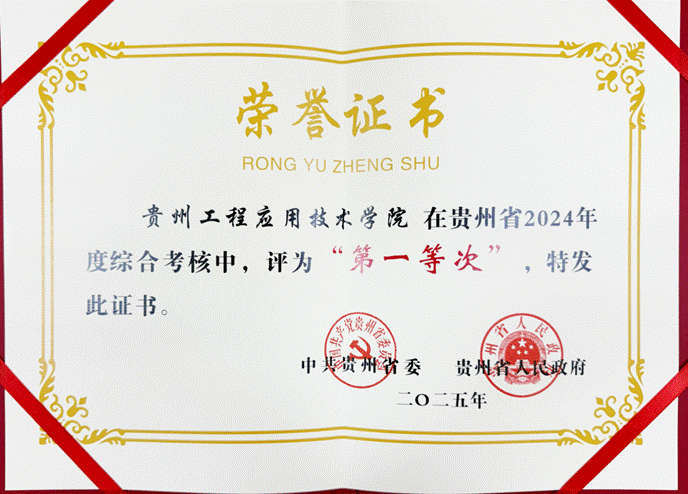 荣誉证书
RONG YU ZHENG SHU
贵州工程应用技术学院 在贵州省2024年
度综合考核中，评为“第一等次”，特发
此证书。
中共贵州省委 贵州省人民政府
二〇二五年